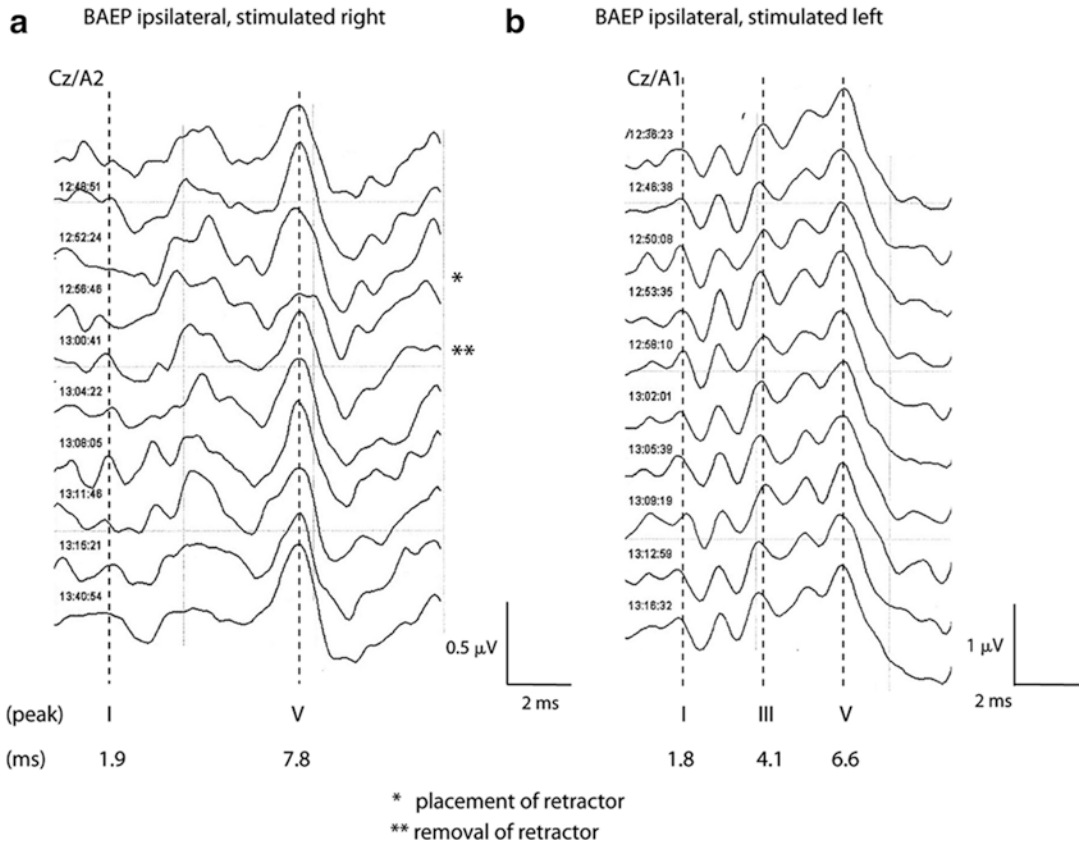 a BAEP ipsilateral, stimulated right
Cz/A2
12:48:51
12:52:24
12:56:46
*
13:00:41
**
13:04:22
13:08:05
13:11:46
13:15:21
13:40:54
0.5 µV
2 ms
b BAEP ipsilateral, stimulated left
Cz/A1
12:46:38
12:50:08
12:53:35
12:58:10
13:02:01
13:05:39
13:09:19
13:12:59
13:16:32
1 µV
2 ms
(peak) I V I III V
(ms) 1.9 7.8 1.8 4.1 6.6
* placement of retractor
** removal of retractor